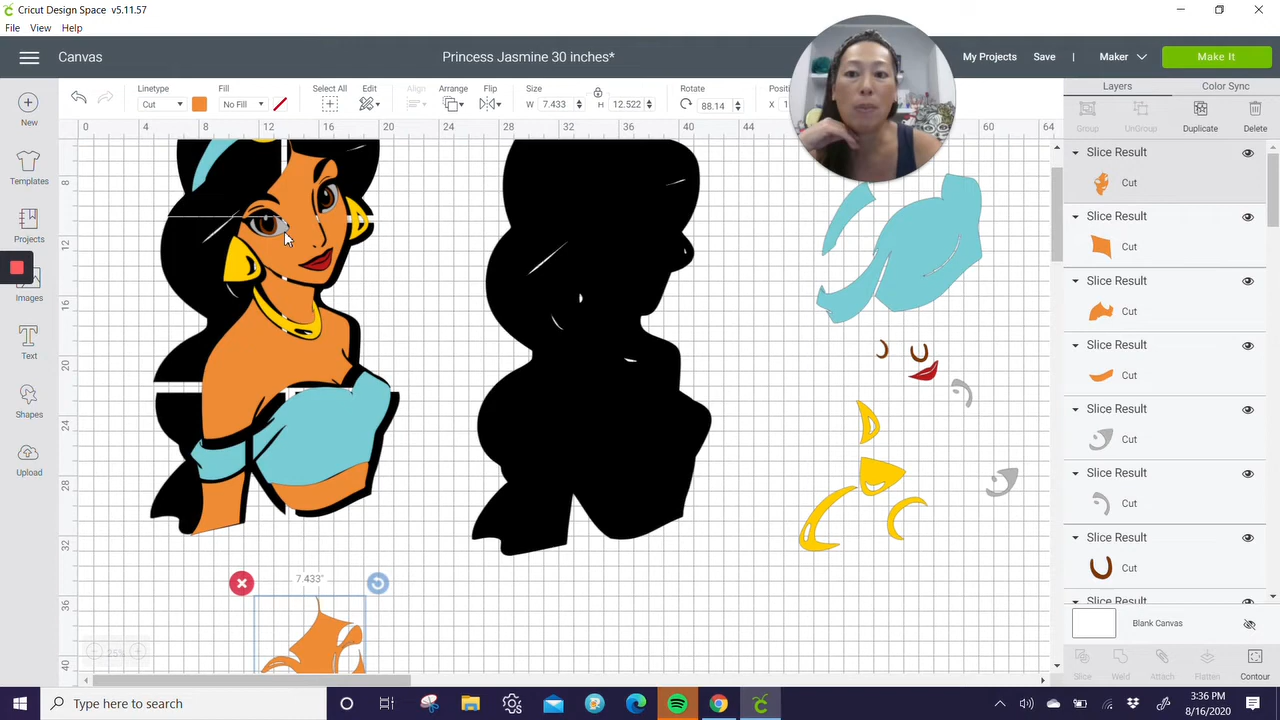 Cricut Design Space v5.11.57
File View Help
Canvas
Princess Jasmine 30 inches*
My Projects Save | Maker Make It
Linetype Fill Select All Edit Align Arrange Flip Size Rotate
Cut No Fill W 7.433 H 12.522 88.14 X
Layers Color Sync
Group UnGroup Duplicate Delete
New
Templates
Projects
Images
Text
Shapes
Upload
0 4 8 12 16 20 24 28 32 36 40 44 60 64
8
12
16
20
24
28
32
36
40
7.433"
25%
Slice Result
Cut
Slice Result
Cut
Slice Result
Cut
Slice Result
Cut
Slice Result
Cut
Slice Result
Cut
Slice Result
Cut
Slice Result
Blank Canvas
Slice Weld Attach Flatten Contour
Type here to search
3:36 PM
8/16/2020